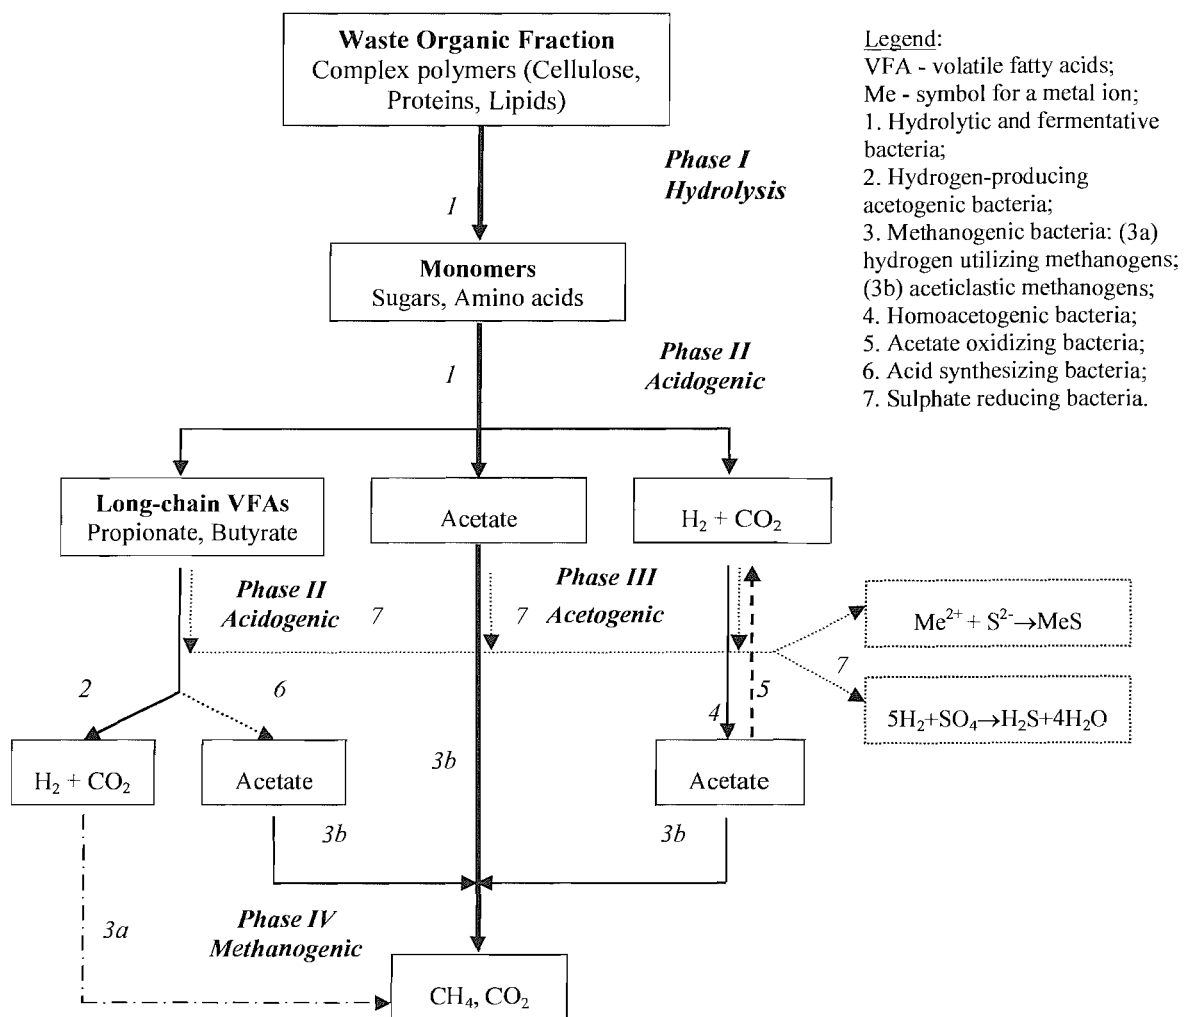 Waste Organic Fraction
Complex polymers (Cellulose,
Proteins, Lipids)
Legend:
VFA - volatile fatty acids;
Me - symbol for a metal ion;
1. Hydrolytic and fermentative
bacteria;
2. Hydrogen-producing
acetogenic bacteria;
3. Methanogenic bacteria: (3a)
hydrogen utilizing methanogens;
(3b) aceticlastic methanogens;
4. Homoacetogenic bacteria;
5. Acetate oxidizing bacteria;
6. Acid synthesizing bacteria;
7. Sulphate reducing bacteria.
Phase I
Hydrolysis
1
Monomers
Sugars, Amino acids
Phase II
Acidogenic
1
Long-chain VFAs
Propionate, Butyrate
Acetate
H₂ + CO₂
Phase II
Acidogenic
7
7
Phase III
Acetogenic
Me²⁺ + S²⁻→MeS
7
5H₂+SO₄→H₂S+4H₂O
2
6
4
5
H₂ + CO₂
Acetate
3b
Acetate
3b
3b
3a
Phase IV
Methanogenic
CH₄, CO₂